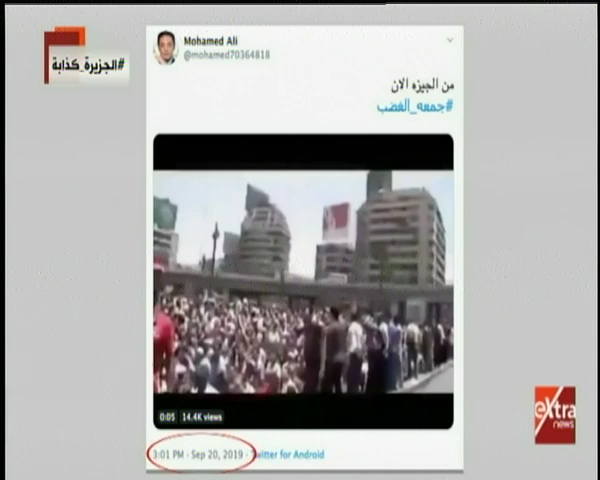 Mohamed Ali
@mohamed70364818
#الجزيرة_كذابة
من الجيزه الان
#جمعه_الغضب
0:05 14.4K views
3:01 PM · Sep 20, 2019 · Twitter for Android
eXtra
news